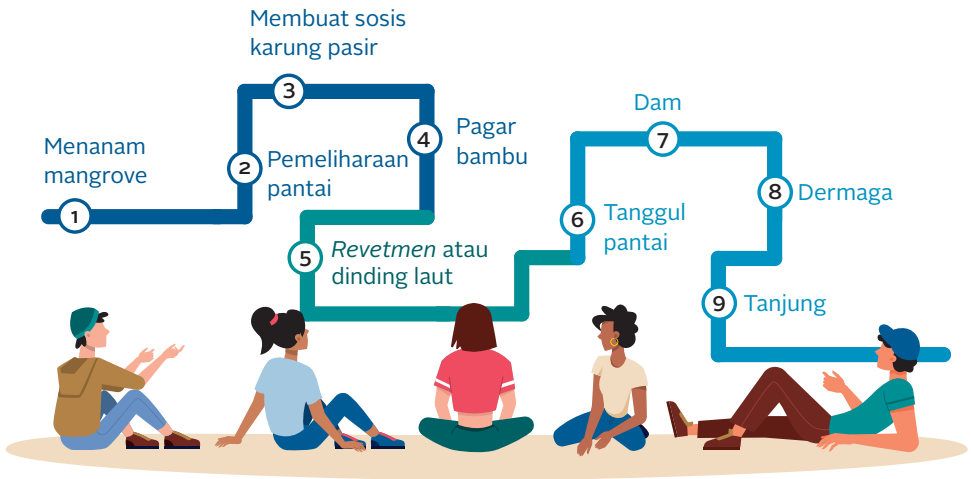 1
Menanam
mangrove
2
Pemeliharaan
pantai
3
Membuat sosis
karung pasir
4
Pagar
bambu
5
Revetmen atau
dinding laut
6
Tanggul
pantai
7
Dam
8
Dermaga
9
Tanjung